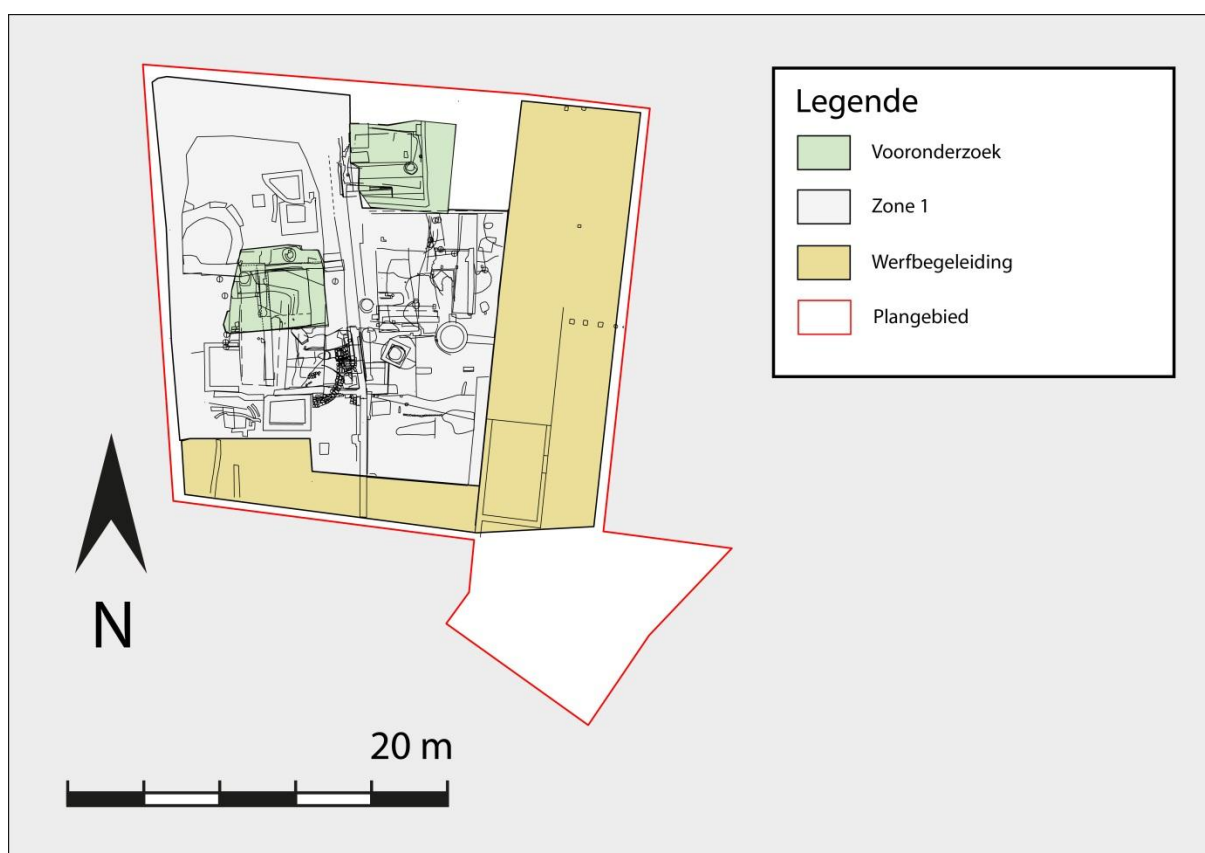 Legende
Vooronderzoek
Zone 1
Werfbegeleiding
Plangebied
N
20 m